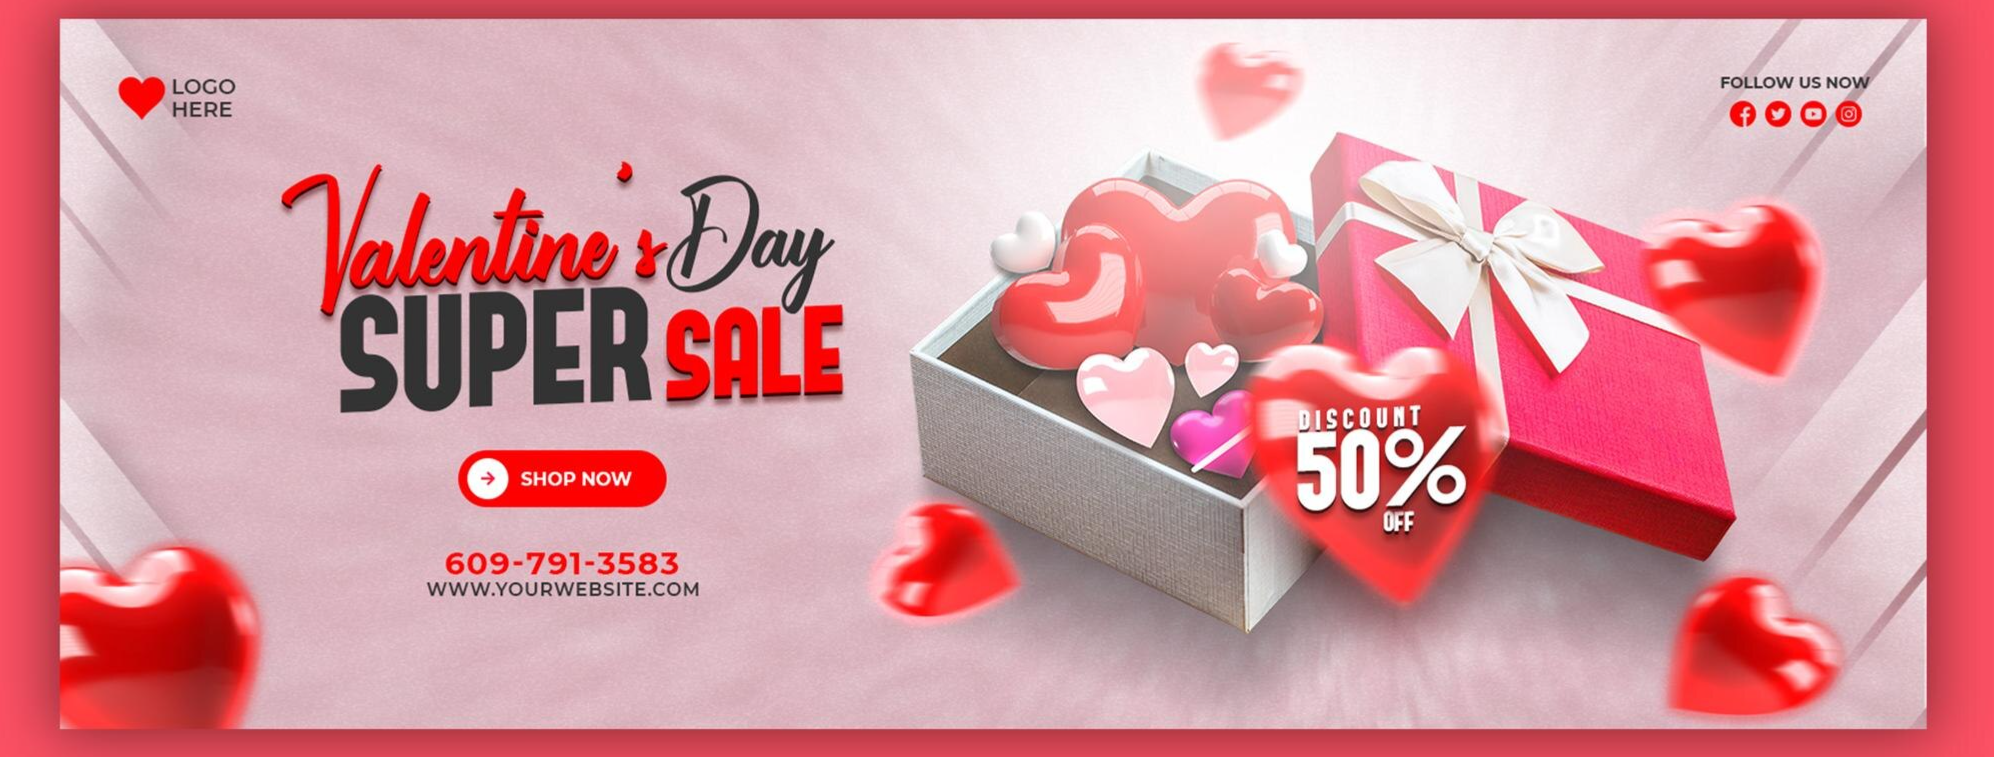 LOGO
HERE
FOLLOW US NOW
Valentine's Day
SUPER SALE
SHOP NOW
609-791-3583
WWW.YOURWEBSITE.COM
DISCOUNT
50%
OFF